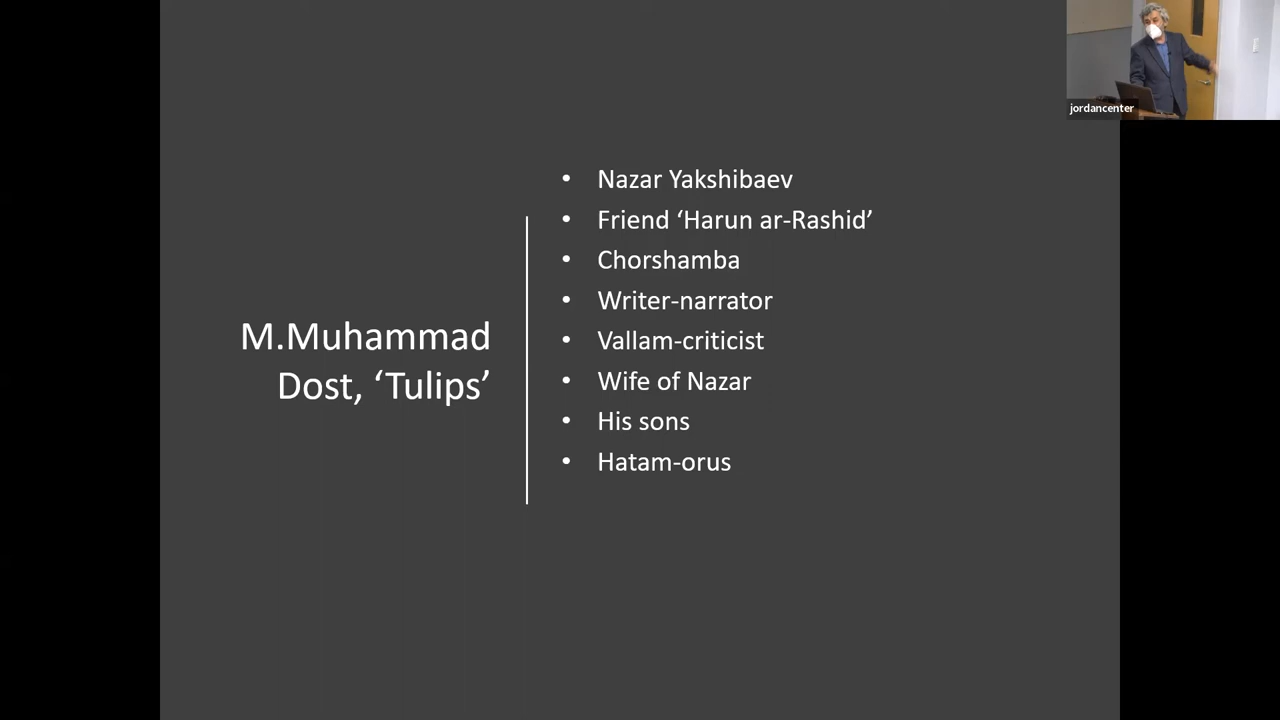 jordancenter
M.Muhammad
Dost, ‘Tulips’
• Nazar Yakshibaev
• Friend ‘Harun ar-Rashid’
• Chorshamba
• Writer-narrator
• Vallam-criticist
• Wife of Nazar
• His sons
• Hatam-orus